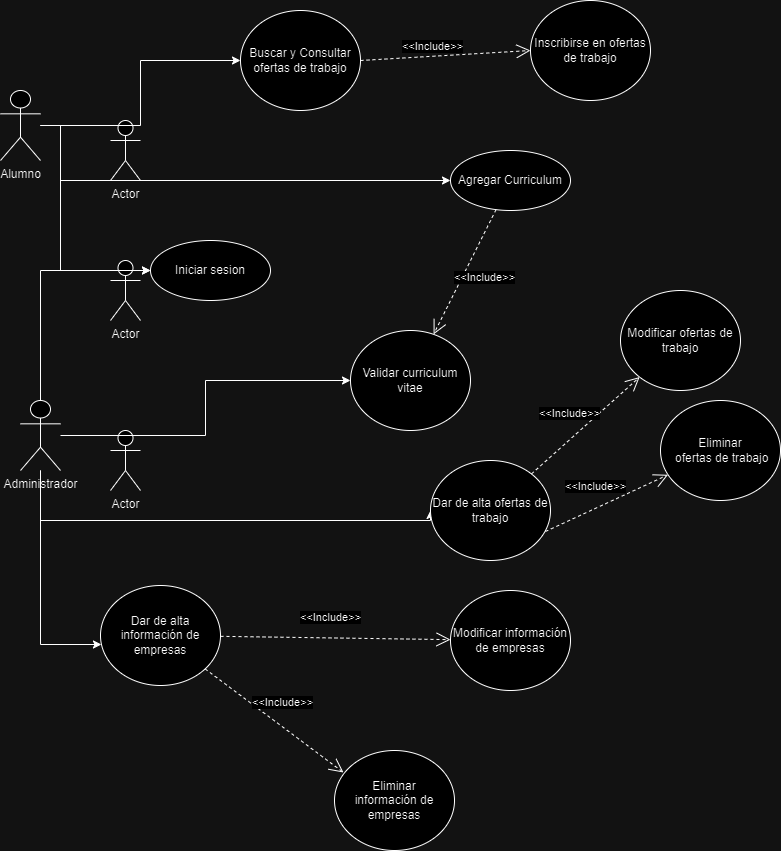 Buscar y Consultar
ofertas de trabajo
<<Include>>
Inscribirse en ofertas
de trabajo
Alumno
Actor
Agregar Curriculum
<<Include>>
Iniciar sesion
Actor
Modificar ofertas de
trabajo
Validar curriculum
vitae
<<Include>>
Eliminar
ofertas de trabajo
Administrador
<<Include>>
Actor
Dar de alta ofertas de
trabajo
Dar de alta
información de
empresas
<<Include>>
Modificar información
de empresas
<<Include>>
Eliminar
información de
empresas